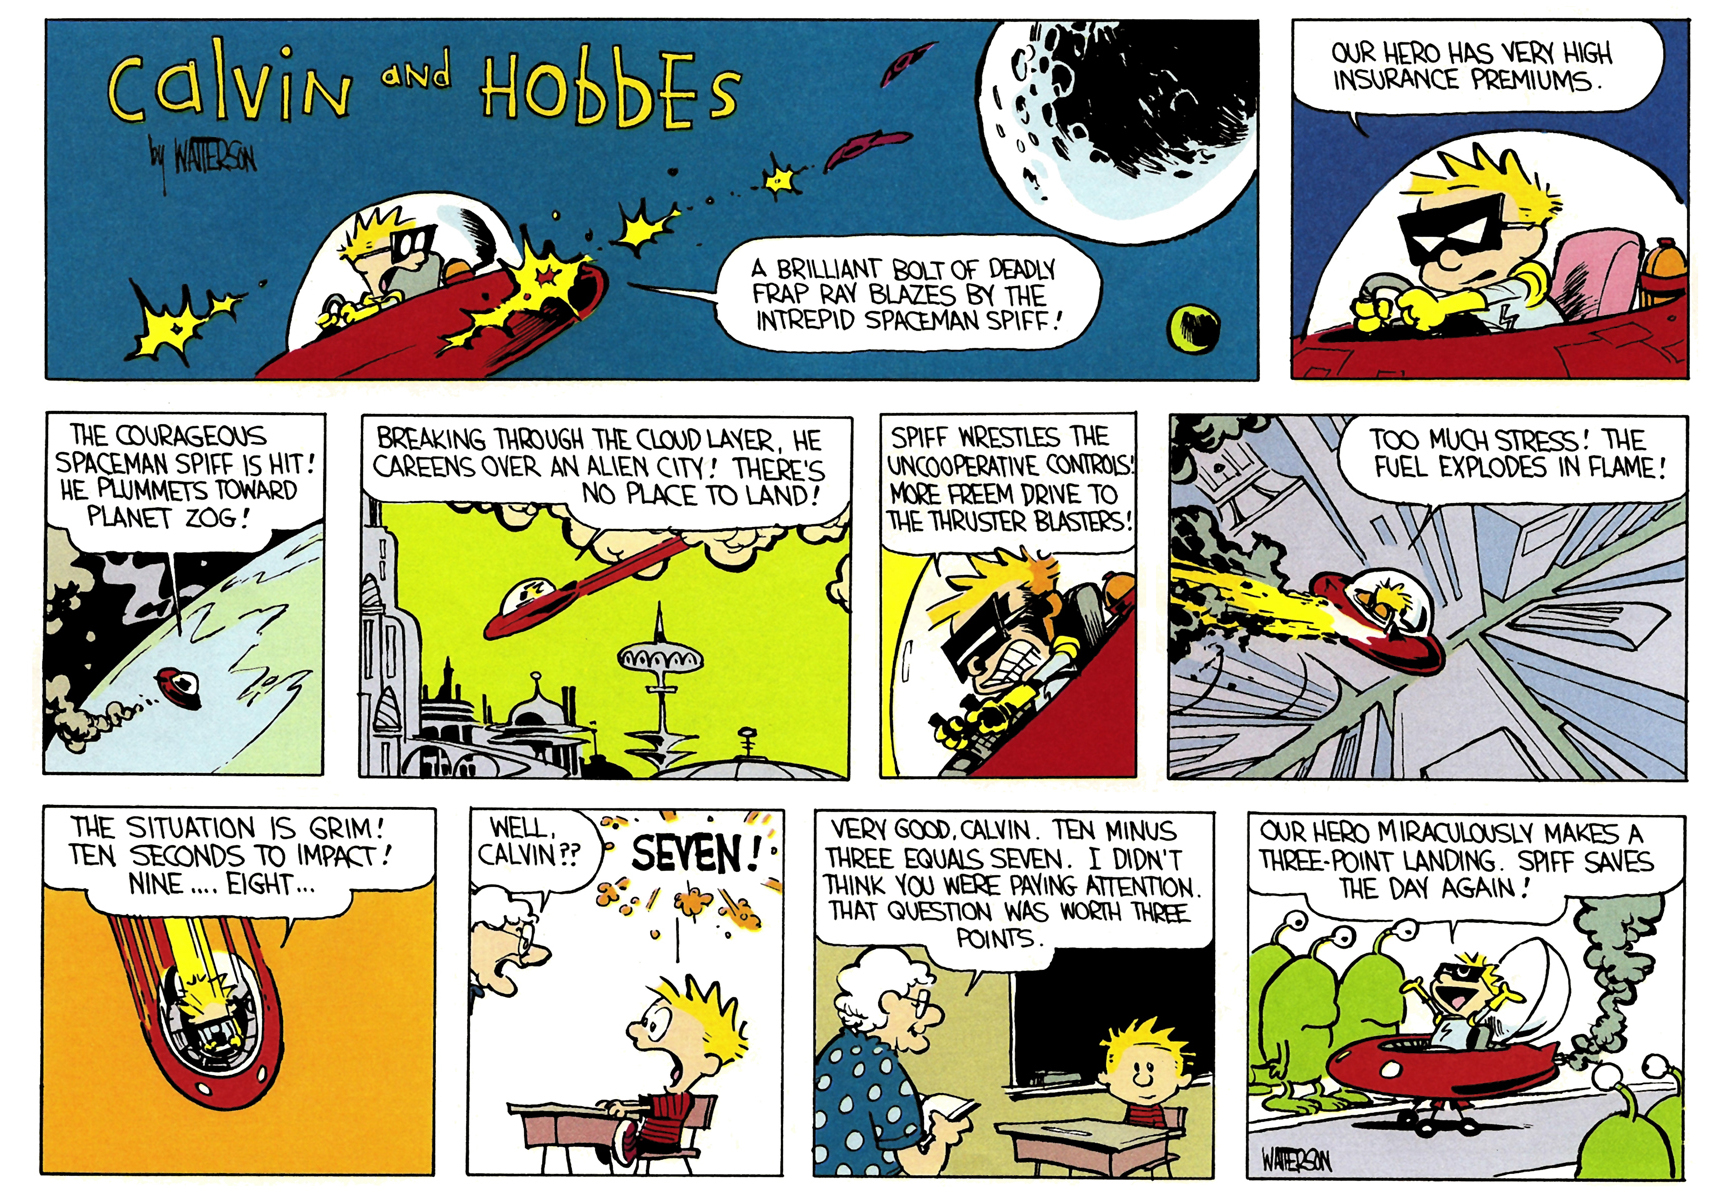 Calvin and Hobbes
by WATTERSON
A BRILLIANT BOLT OF DEADLY
FRAP RAY BLAZES BY THE
INTREPID SPACEMAN SPIFF!
OUR HERO HAS VERY HIGH
INSURANCE PREMIUMS.
THE COURAGEOUS
SPACEMAN SPIFF IS HIT!
HE PLUMMETS TOWARD
PLANET ZOG!
BREAKING THROUGH THE CLOUD LAYER, HE
CAREENS OVER AN ALIEN CITY! THERE'S
NO PLACE TO LAND!
SPIFF WRESTLES THE
UNCOOPERATIVE CONTROLS!
MORE FREEM DRIVE TO
THE THRUSTER BLASTERS!
TOO MUCH STRESS! THE
FUEL EXPLODES IN FLAME!
THE SITUATION IS GRIM!
TEN SECONDS TO IMPACT!
NINE .... EIGHT...
WELL,
CALVIN??
SEVEN!
VERY GOOD, CALVIN. TEN MINUS
THREE EQUALS SEVEN. I DIDN'T
THINK YOU WERE PAYING ATTENTION.
THAT QUESTION WAS WORTH THREE
POINTS.
OUR HERO MIRACULOUSLY MAKES A
THREE-POINT LANDING. SPIFF SAVES
THE DAY AGAIN!
WATTERSON